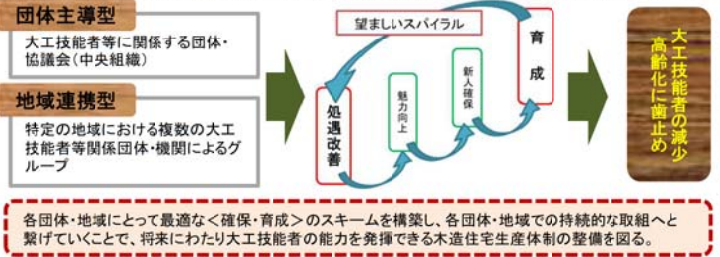 団体主導型
大工技能者等に関係する団体・
協議会（中央組織）
地域連携型
特定の地域における複数の大工
技能者等関係団体・機関によるグ
ループ
望ましいスパイラル
処遇改善
魅力向上
新人確保
育成
大工技能者の減少
高齢化に歯止め
各団体・地域にとって最適な＜確保・育成＞のスキームを構築し、各団体・地域での持続的な取組へと
繋げていくことで、将来にわたり大工技能者の能力を発揮できる木造住宅生産体制の整備を図る。